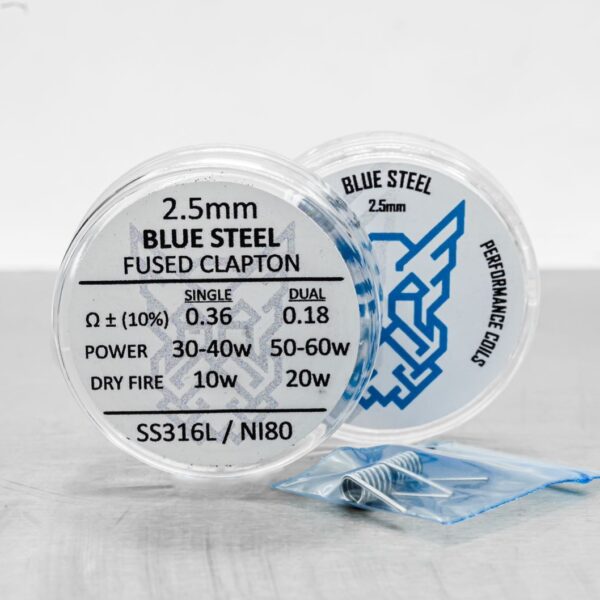 2.5mm
BLUE STEEL
FUSED CLAPTON
SINGLE DUAL
Ω ± (10%) 0.36 0.18
POWER 30-40w 50-60w
DRY FIRE 10w 20w
SS316L / NI80
BLUE STEEL
2.5mm
PERFORMANCE COILS